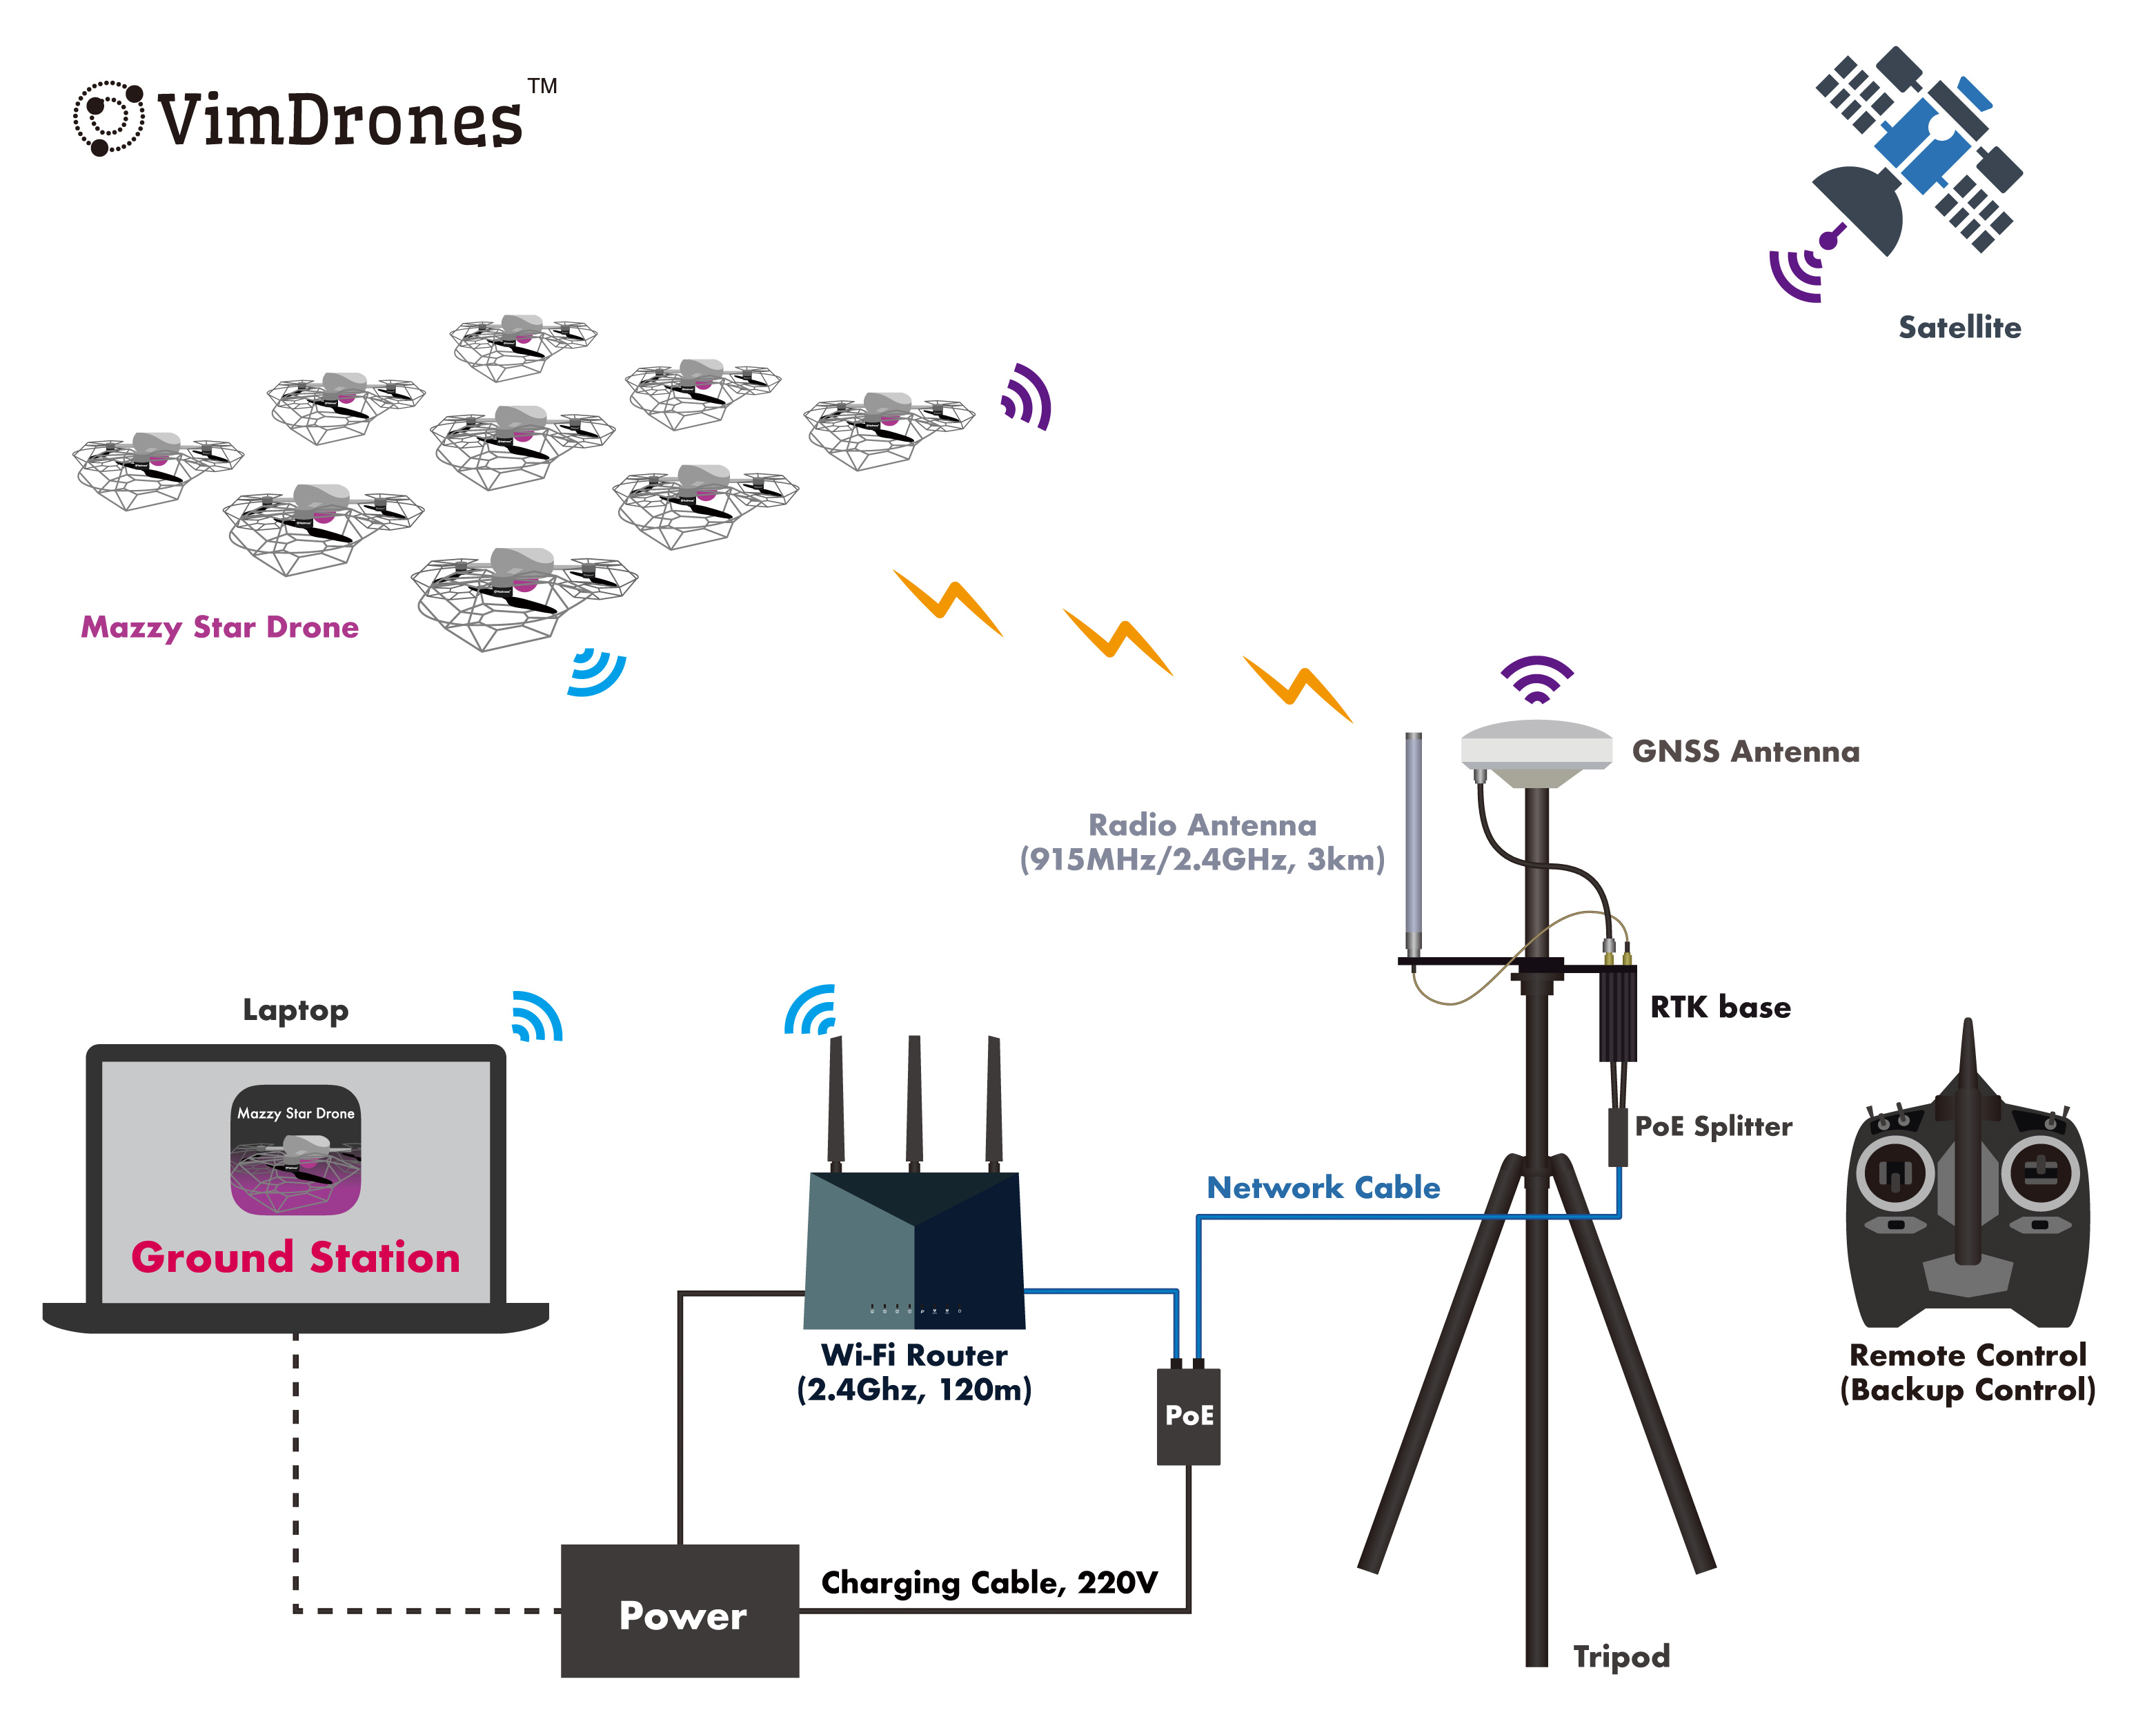 VimDrones™
Satellite
Mazzy Star Drone
GNSS Antenna
Radio Antenna
(915MHz/2.4GHz, 3km)
Laptop
RTK base
Mazzy Star Drone
PoE Splitter
Network Cable
Ground Station
Wi-Fi Router
(2.4Ghz, 120m)
Remote Control
(Backup Control)
PoE
Charging Cable, 220V
Power
Tripod